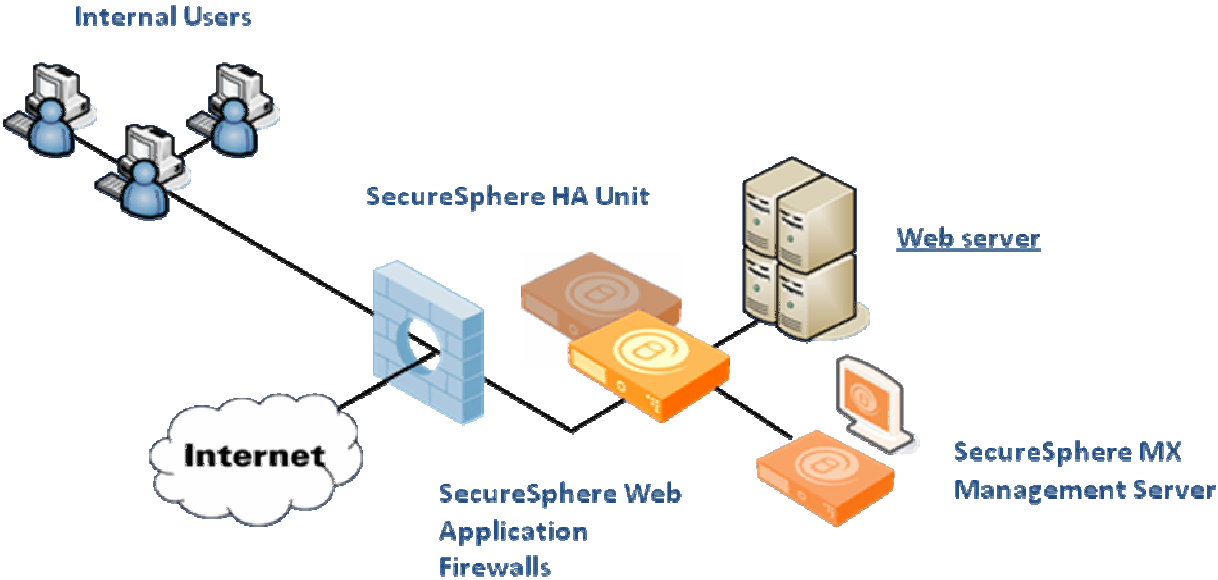 Internal Users
SecureSphere HA Unit
Web server
Internet
SecureSphere MX
Management Server
SecureSphere Web
Application
Firewalls